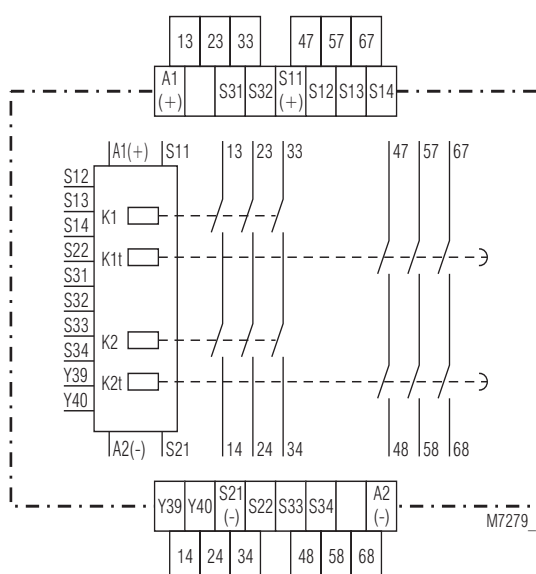 13 23 33 47 57 67
A1 (+) S31 S32 S11 (+) S12 S13 S14
A1(+) S11 13 23 33 47 57 67
S12
S13
K1
S14
S22
K1t
S31
S32
S33
K2
S34
Y39
K2t
Y40
A2(-) S21 14 24 34 48 58 68
Y39 Y40 S21 (-) S22 S33 S34 A2 (-)
M7279_
14 24 34 48 58 68